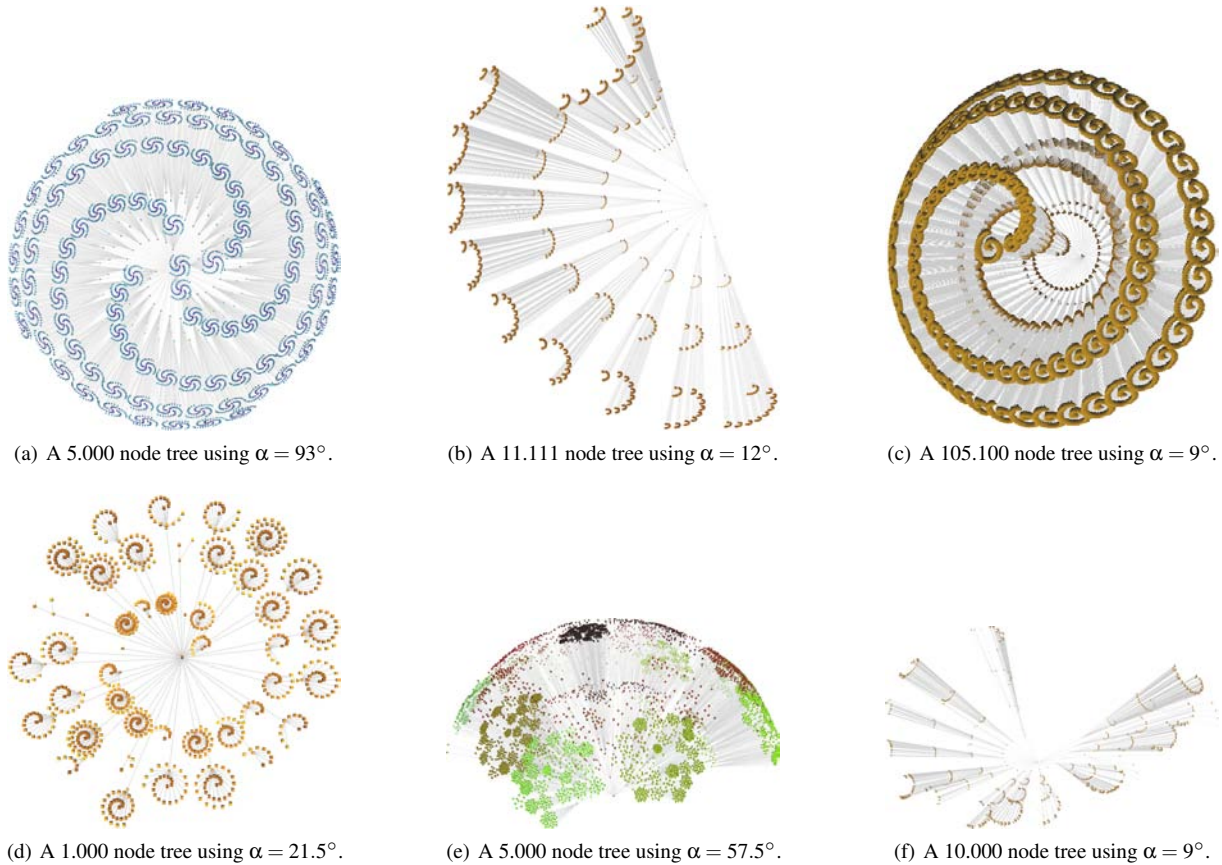 (a) A 5.000 node tree using α = 93°.
(b) A 11.111 node tree using α = 12°.
(c) A 105.100 node tree using α = 9°.
(d) A 1.000 node tree using α = 21.5°.
(e) A 5.000 node tree using α = 57.5°.
(f) A 10.000 node tree using α = 9°.